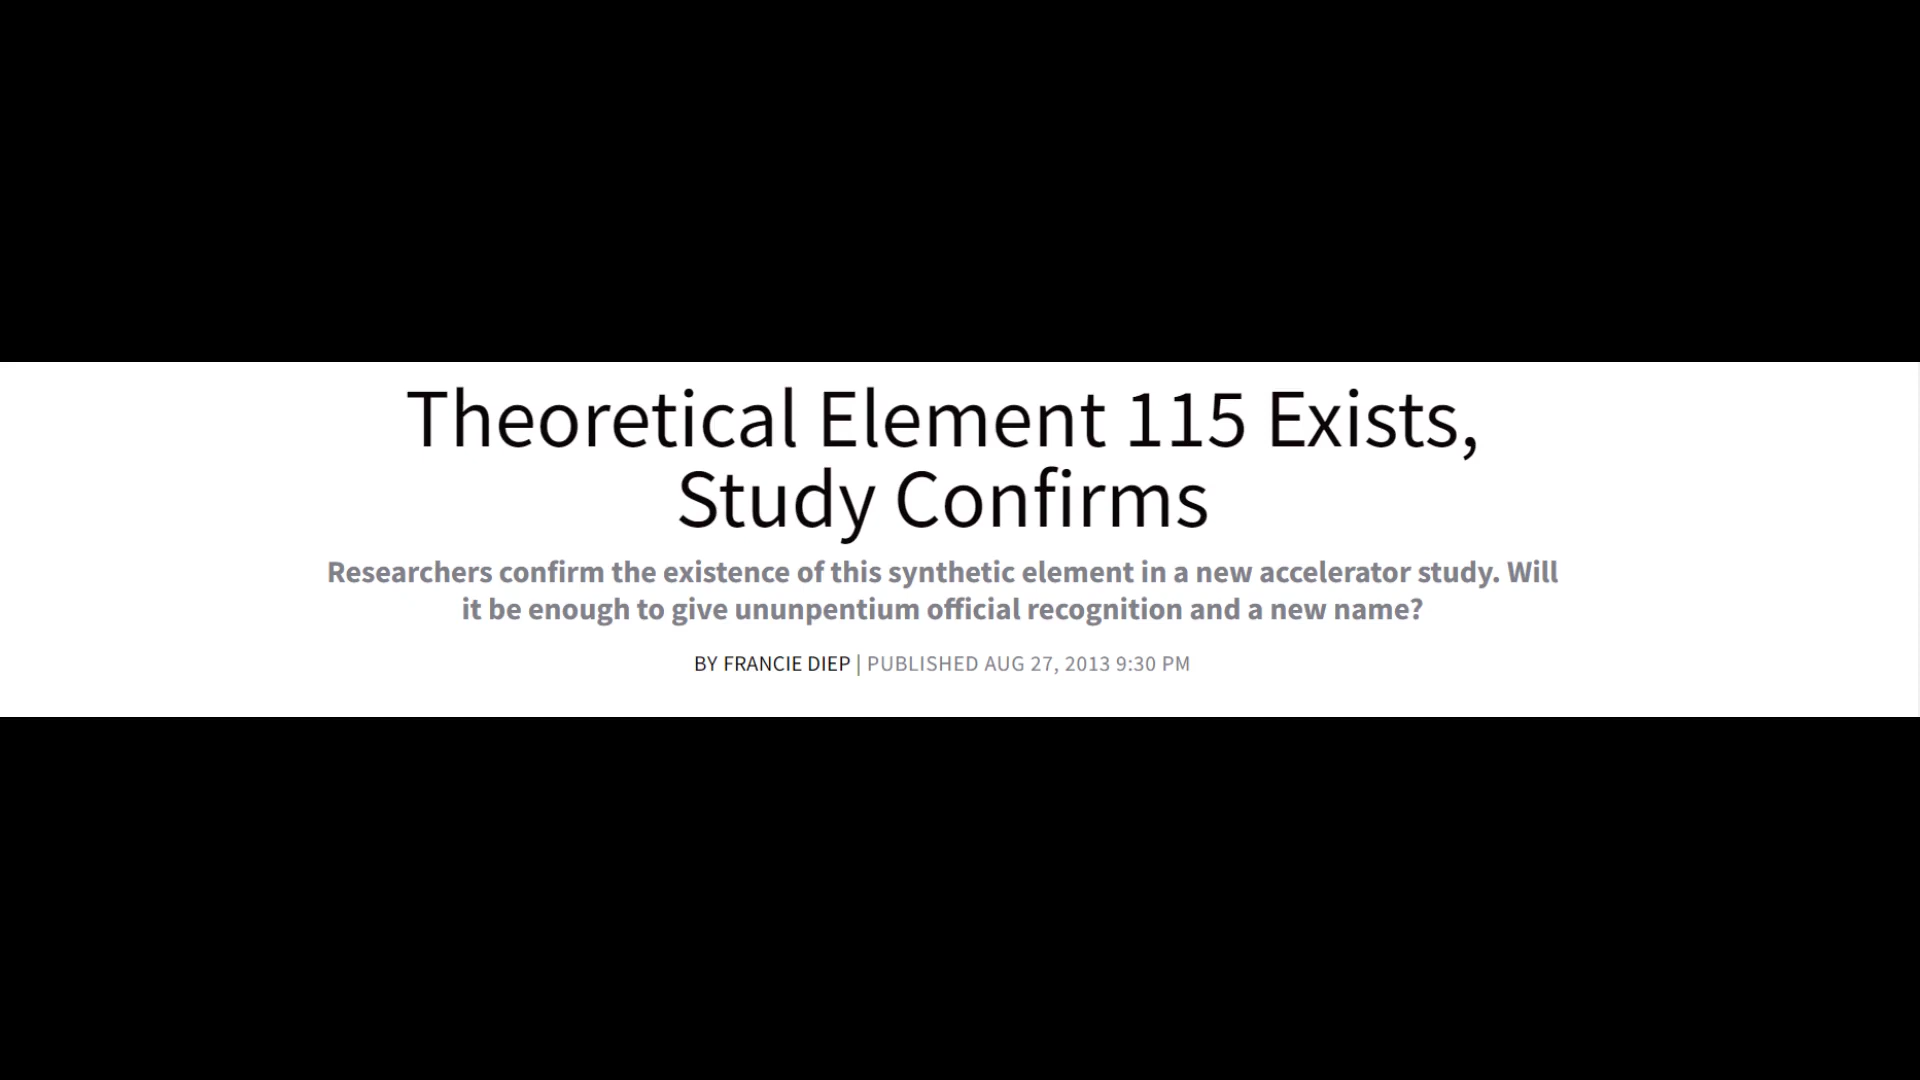 Theoretical Element 115 Exists,
Study Confirms
Researchers confirm the existence of this synthetic element in a new accelerator study. Will
it be enough to give ununpentium official recognition and a new name?
BY FRANCIE DIEP | PUBLISHED AUG 27, 2013 9:30 PM